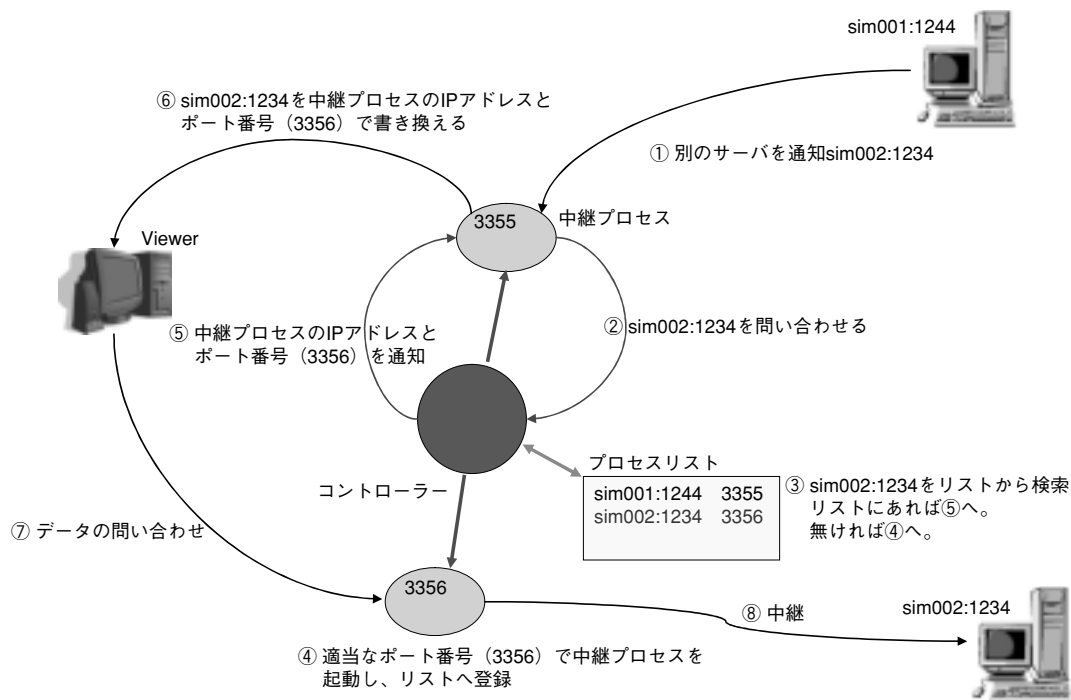 sim001:1244
⑥ sim002:1234を中継プロセスのIPアドレスと
ポート番号（3356）で書き換える
① 別のサーバを通知sim002:1234
3355
中継プロセス
Viewer
⑤ 中継プロセスのIPアドレスと
ポート番号（3356）を通知
② sim002:1234を問い合わせる
プロセスリスト
sim001:1244 3355
sim002:1234 3356
③ sim002:1234をリストから検索
リストにあれば⑤へ。
無ければ④へ。
コントローラー
⑦ データの問い合わせ
3356
⑧ 中継
sim002:1234
④ 適当なポート番号（3356）で中継プロセスを
起動し、リストへ登録